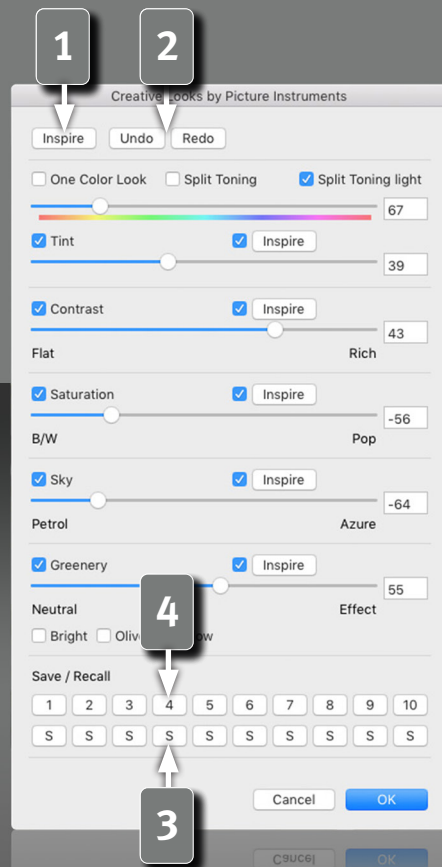 1 2
Creative Looks by Picture Instruments
Inspire Undo Redo
One Color Look Split Toning Split Toning light
67
Tint Inspire
39
Contrast Inspire
43
Flat Rich
Saturation Inspire
-56
B/W Pop
Sky Inspire
-64
Petrol Azure
Greenery Inspire
55
Neutral Effect
4
Bright
Save / Recall
1 2 3 4 5 6 7 8 9 10
S S S S S S S S S S
3
Cancel OK
Cancel OK